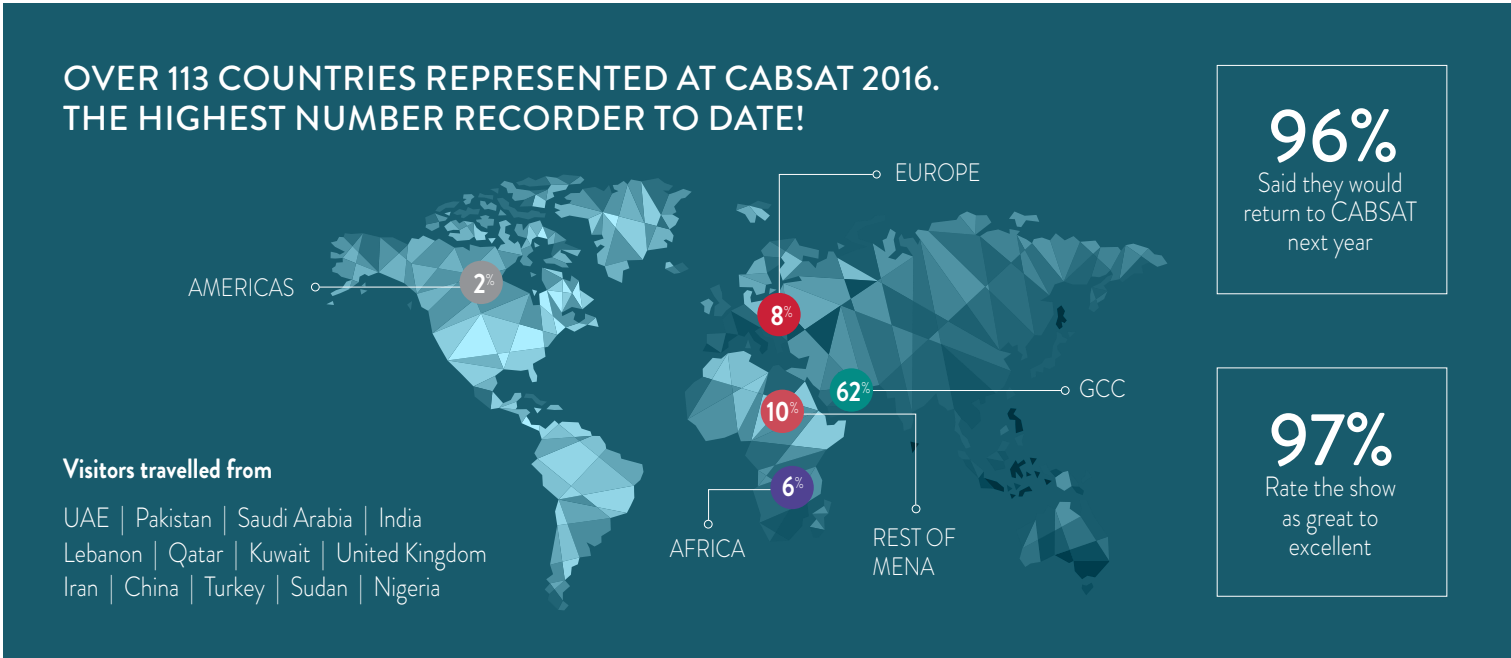 OVER 113 COUNTRIES REPRESENTED AT CABSAT 2016.
THE HIGHEST NUMBER RECORDER TO DATE!
EUROPE
AMERICAS
2%
8%
62%
GCC
10%
6%
AFRICA
REST OF
MENA
Visitors travelled from
UAE | Pakistan | Saudi Arabia | India
Lebanon | Qatar | Kuwait | United Kingdom
Iran | China | Turkey | Sudan | Nigeria
96%
Said they would
return to CABSAT
next year
97%
Rate the show
as great to
excellent